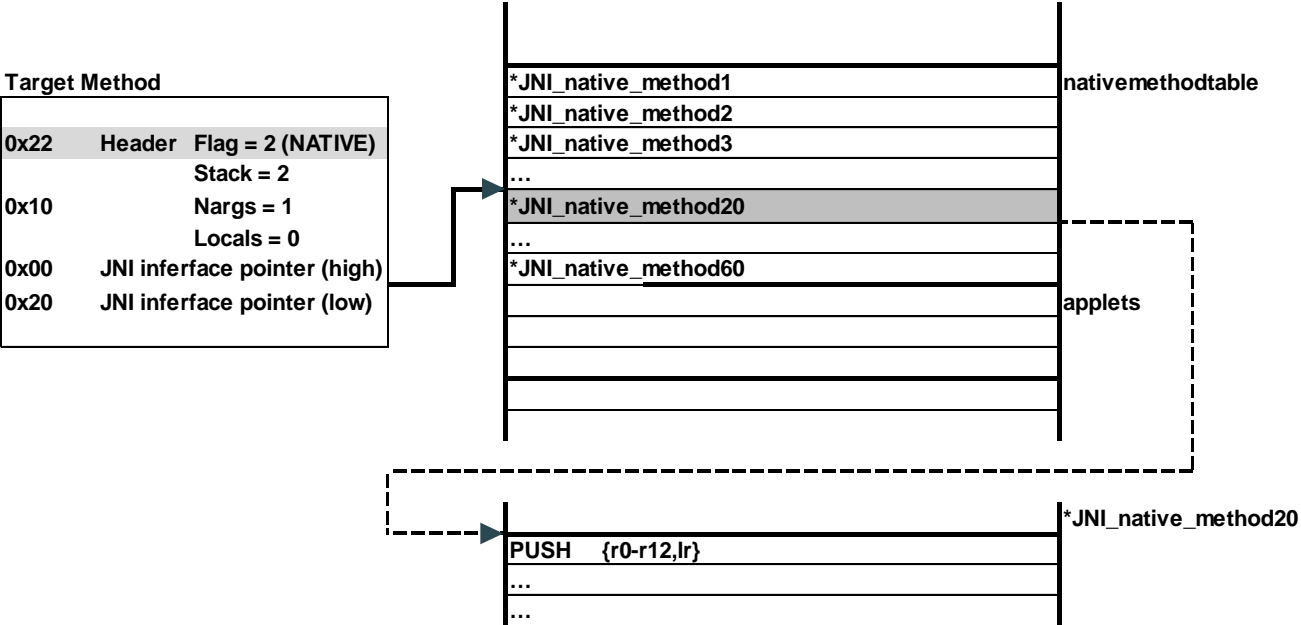 Target Method
0x22 Header Flag = 2 (NATIVE)
Stack = 2
0x10 Nargs = 1
Locals = 0
0x00 JNI inferface pointer (high)
0x20 JNI inferface pointer (low)
*JNI_native_method1
nativemethodtable
*JNI_native_method2
*JNI_native_method3
…
*JNI_native_method20
…
*JNI_native_method60
applets
*JNI_native_method20
PUSH {r0-r12,lr}
…
…